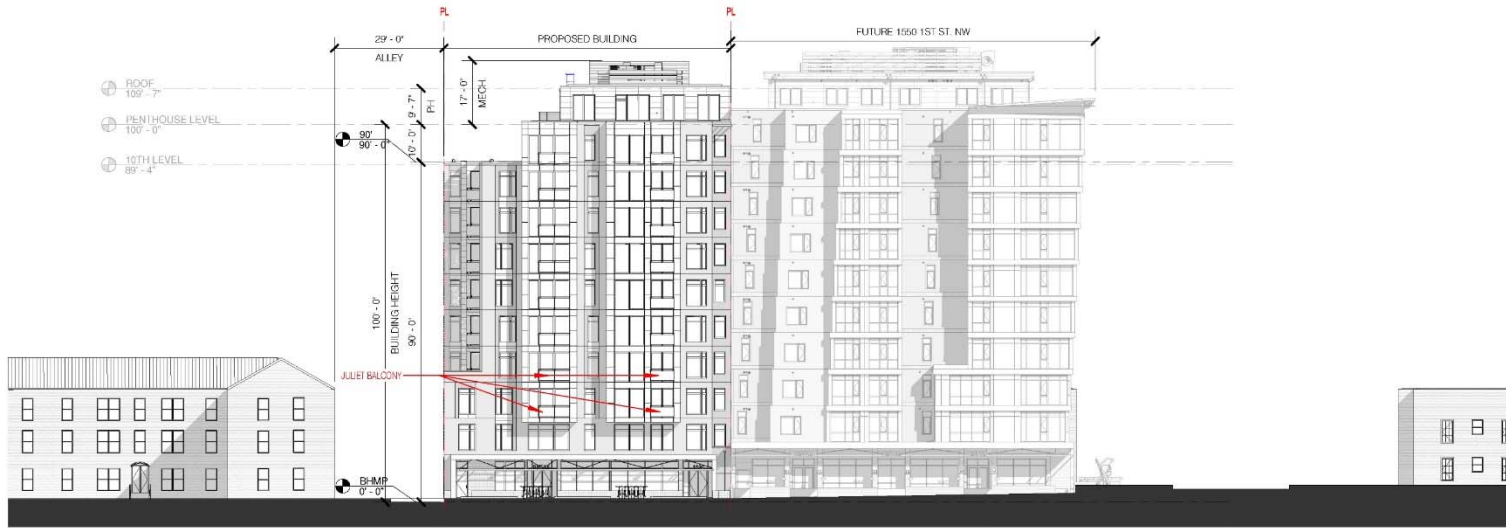 PL
PL
29' - 0"
ALLEY
PROPOSED BUILDING
FUTURE 1550 1ST ST. NW
ROOF
109' - 7"
PENTHOUSE LEVEL
100' - 0"
10TH LEVEL
89' - 4"
90'
90' - 0"
9' - 7"
PH
17' - 0"
MECH.
10' - 0"
100' - 0"
BUILDING HEIGHT
90' - 0"
JULIET BALCONY
BHMP
0' - 0"